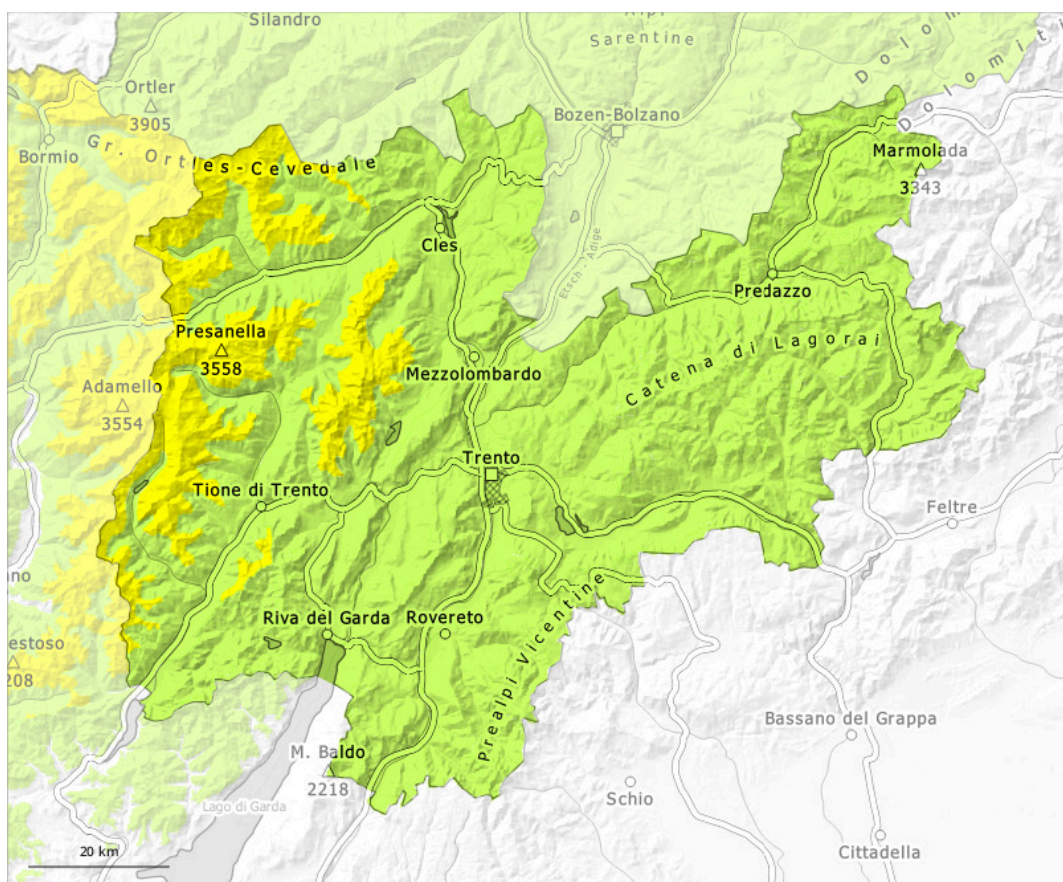 Silandro
Sarentine
Ortler
3905
Bozen-Bolzano
Bormio
Gr. Ortles-Cevedale
Marmolada
3343
Cles
Etsch - Adige
Predazzo
Presanella
3558
Catena di Lagorai
Mezzolombardo
Adamello
3554
Trento
Tione di Trento
Feltre
Riva del Garda
Rovereto
Prealpi Vicentine
Bassano del Grappa
M. Baldo
2218
Schio
Lago di Garda
20 km
Cittadella